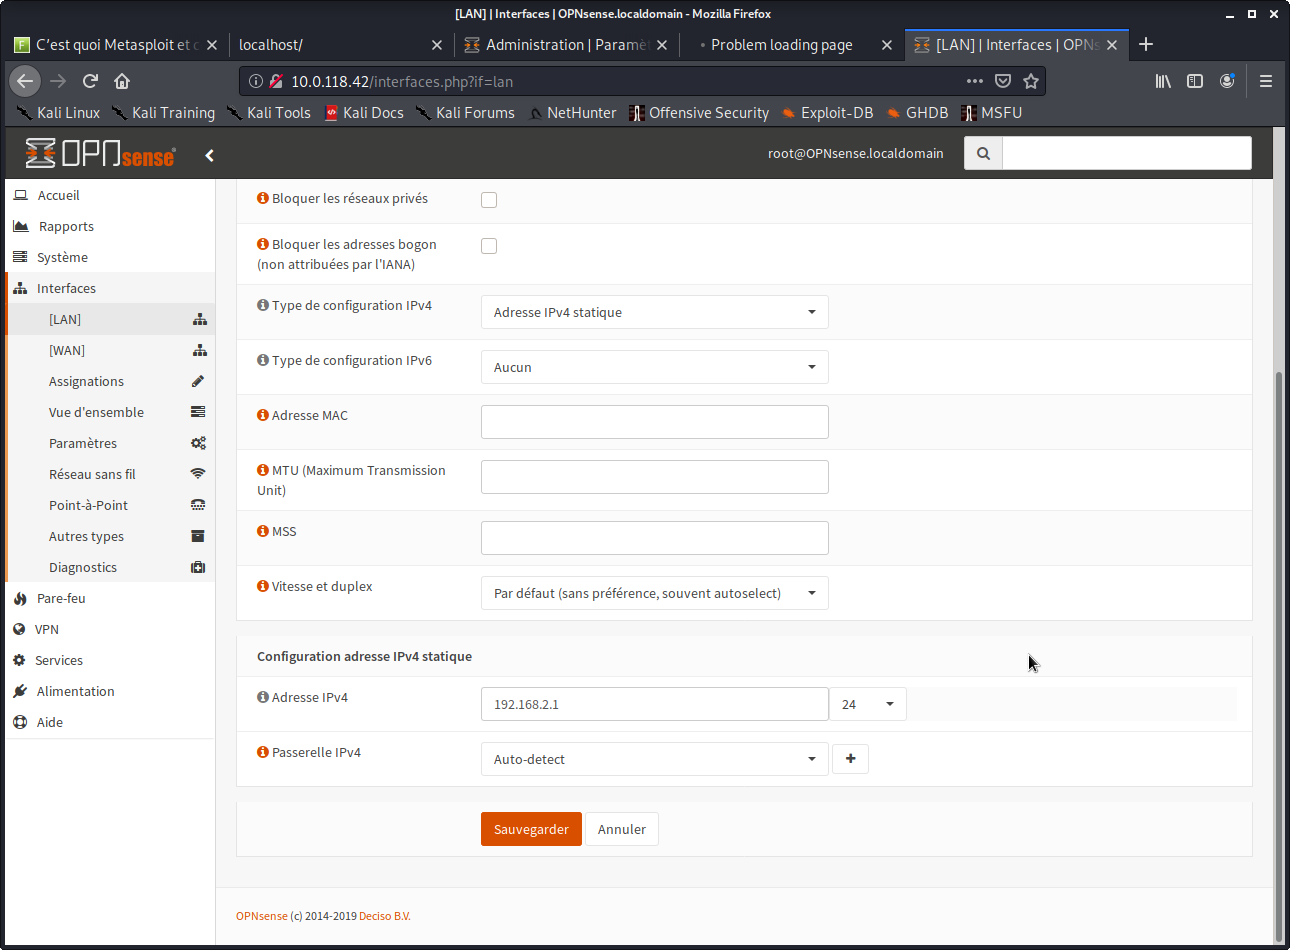 [LAN] | Interfaces | OPNsense.localdomain - Mozilla Firefox
C'est quoi Metasploit et c
localhost/
Administration | Paramèt
Problem loading page
[LAN] | Interfaces | OPNs
10.0.118.42/interfaces.php?if=lan
Kali Linux
Kali Training
Kali Tools
Kali Docs
Kali Forums
NetHunter
Offensive Security
Exploit-DB
GHDB
MSFU
OPNsense
root@OPNsense.localdomain
Accueil
Rapports
Système
Interfaces
[LAN]
[WAN]
Assignations
Vue d'ensemble
Paramètres
Réseau sans fil
Point-à-Point
Autres types
Diagnostics
Pare-feu
VPN
Services
Alimentation
Aide
Bloquer les réseaux privés
Bloquer les adresses bogon
(non attribuées par l'IANA)
Type de configuration IPv4
Adresse IPv4 statique
Type de configuration IPv6
Aucun
Adresse MAC
MTU (Maximum Transmission
Unit)
MSS
Vitesse et duplex
Par défaut (sans préférence, souvent autoselect)
Configuration adresse IPv4 statique
Adresse IPv4
192.168.2.1
24
Passerelle IPv4
Auto-detect
Sauvegarder
Annuler
OPNsense (c) 2014-2019 Deciso B.V.